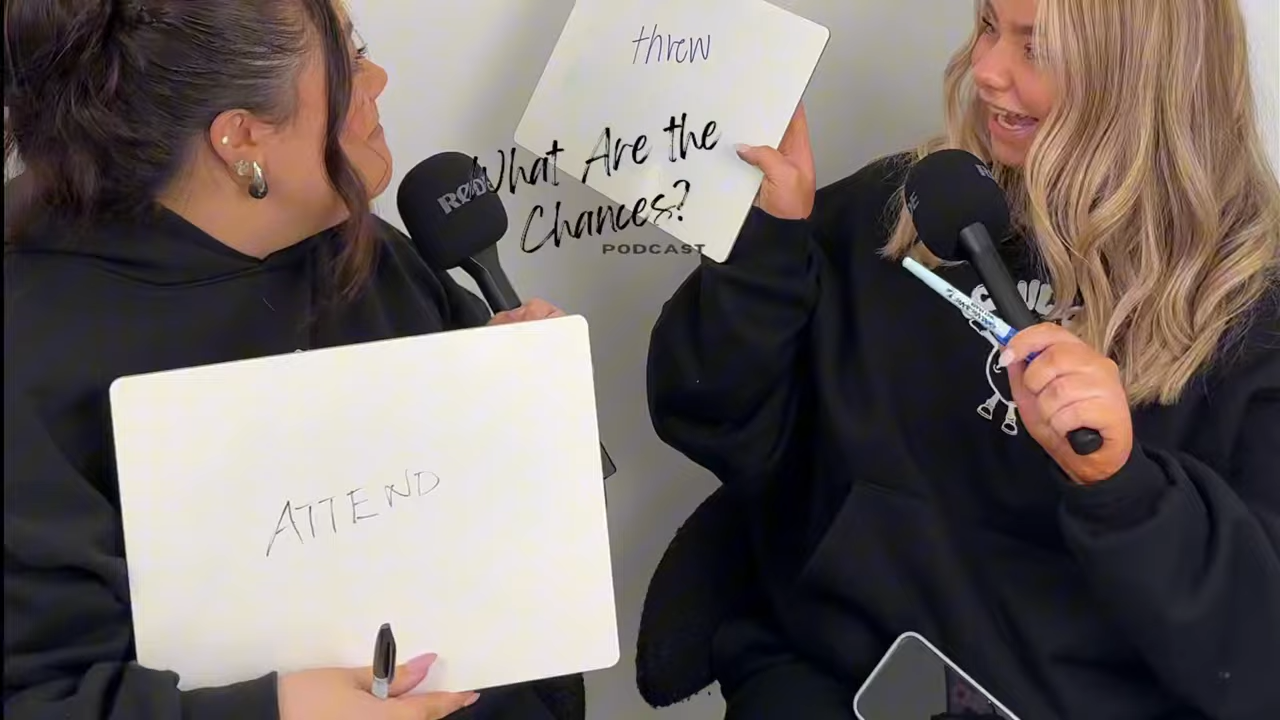 threw
What Are the
Chances?
PODCAST
RØDE
ATTEND